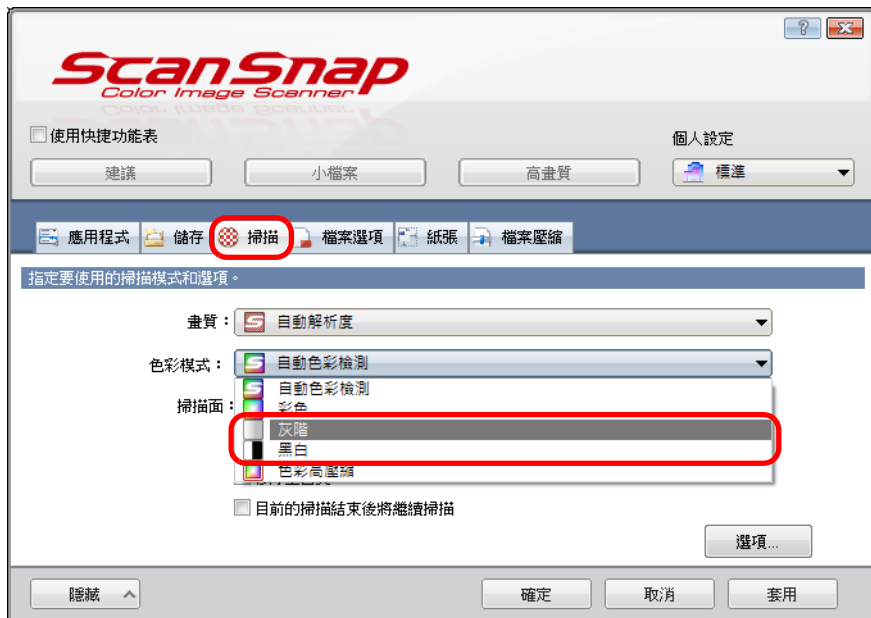 ScanSnap
Color Image Scanner
使用快捷功能表
個人設定
建議 小檔案 高畫質 標準
應用程式 儲存 掃描 檔案選項 紙張 檔案壓縮
指定要使用的掃描模式和選項。
畫質： 自動解析度
色彩模式： 自動色彩檢測
自動色彩檢測
掃描面： 彩色
灰階
黑白
色彩高壓縮
目前的掃描結束後將繼續掃描
選項...
隱藏 確定 取消 套用